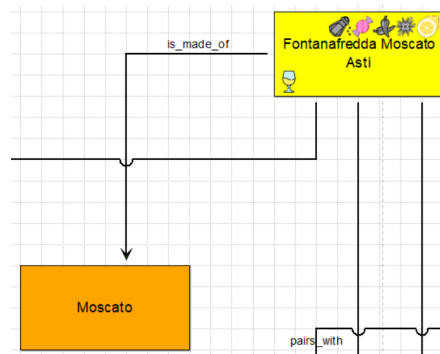 is_made_of
Fontanafredda Moscato
Asti
Moscato
pairs_with